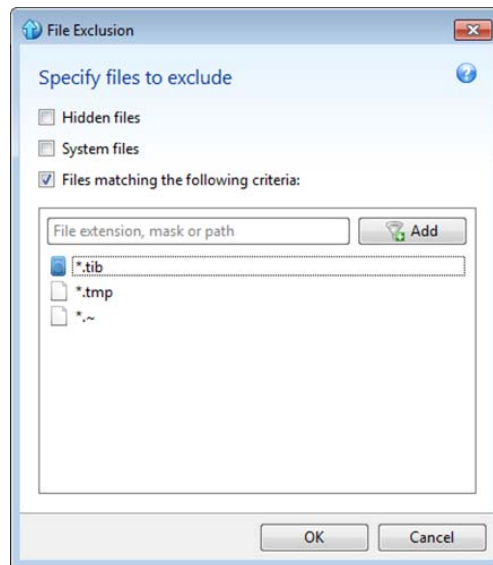 File Exclusion
Specify files to exclude
Hidden files
System files
Files matching the following criteria:
File extension, mask or path
Add
*.tib
*.tmp
*.~
OK
Cancel